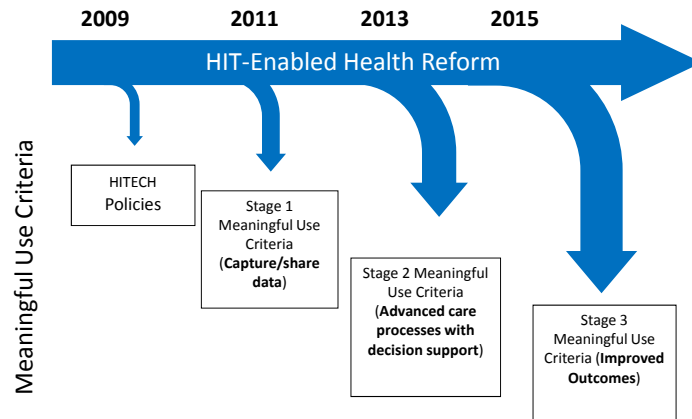 2009 2011 2013 2015
HIT-Enabled Health Reform
Meaningful Use Criteria
HITECH
Policies
Stage 1
Meaningful Use
Criteria
(Capture/share
data)
Stage 2 Meaningful
Use Criteria
(Advanced care
processes with
decision support)
Stage 3
Meaningful Use
Criteria (Improved
Outcomes)